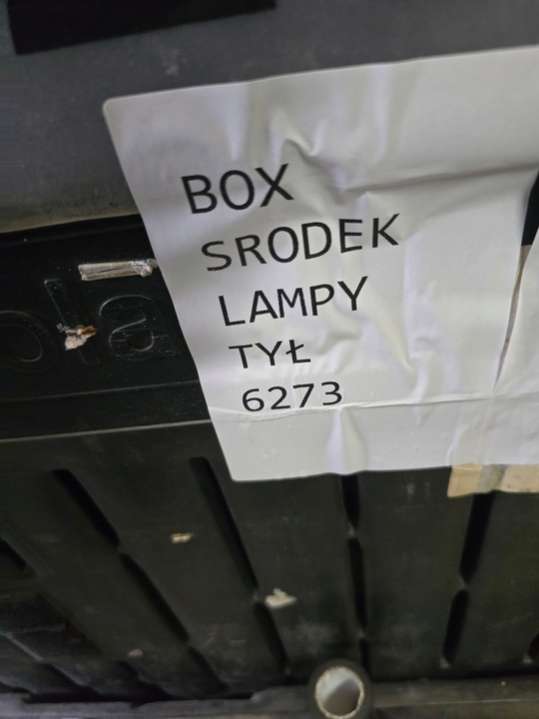 BOX
SRODEK
LAMPY
TYŁ
6273